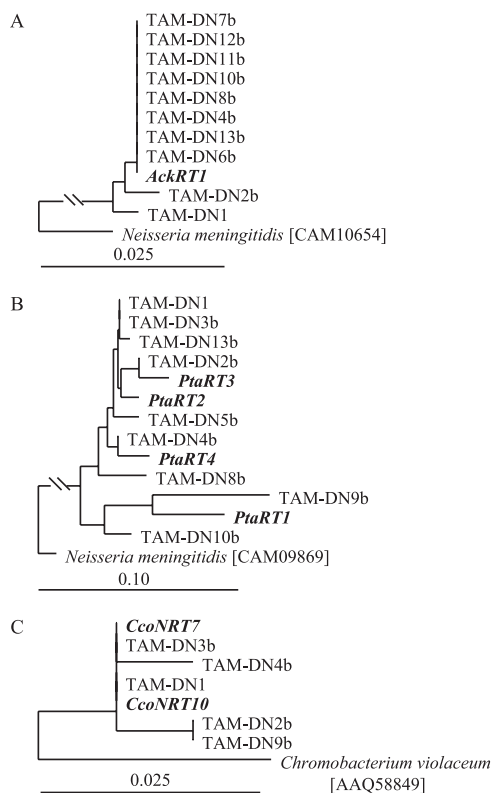 A
TAM-DN7b
TAM-DN12b
TAM-DN11b
TAM-DN10b
TAM-DN8b
TAM-DN4b
TAM-DN13b
TAM-DN6b
AckRT1
TAM-DN2b
TAM-DN1
Neisseria meningitidis [CAM10654]
0.025
B
TAM-DN1
TAM-DN3b
TAM-DN13b
TAM-DN2b
PtaRT3
PtaRT2
TAM-DN5b
TAM-DN4b
PtaRT4
TAM-DN8b
TAM-DN9b
PtaRT1
TAM-DN10b
Neisseria meningitidis [CAM09869]
0.10
C
CcoNRT7
TAM-DN3b
TAM-DN4b
TAM-DN1
CcoNRT10
TAM-DN2b
TAM-DN9b
Chromobacterium violaceum
[AAQ58849]
0.025